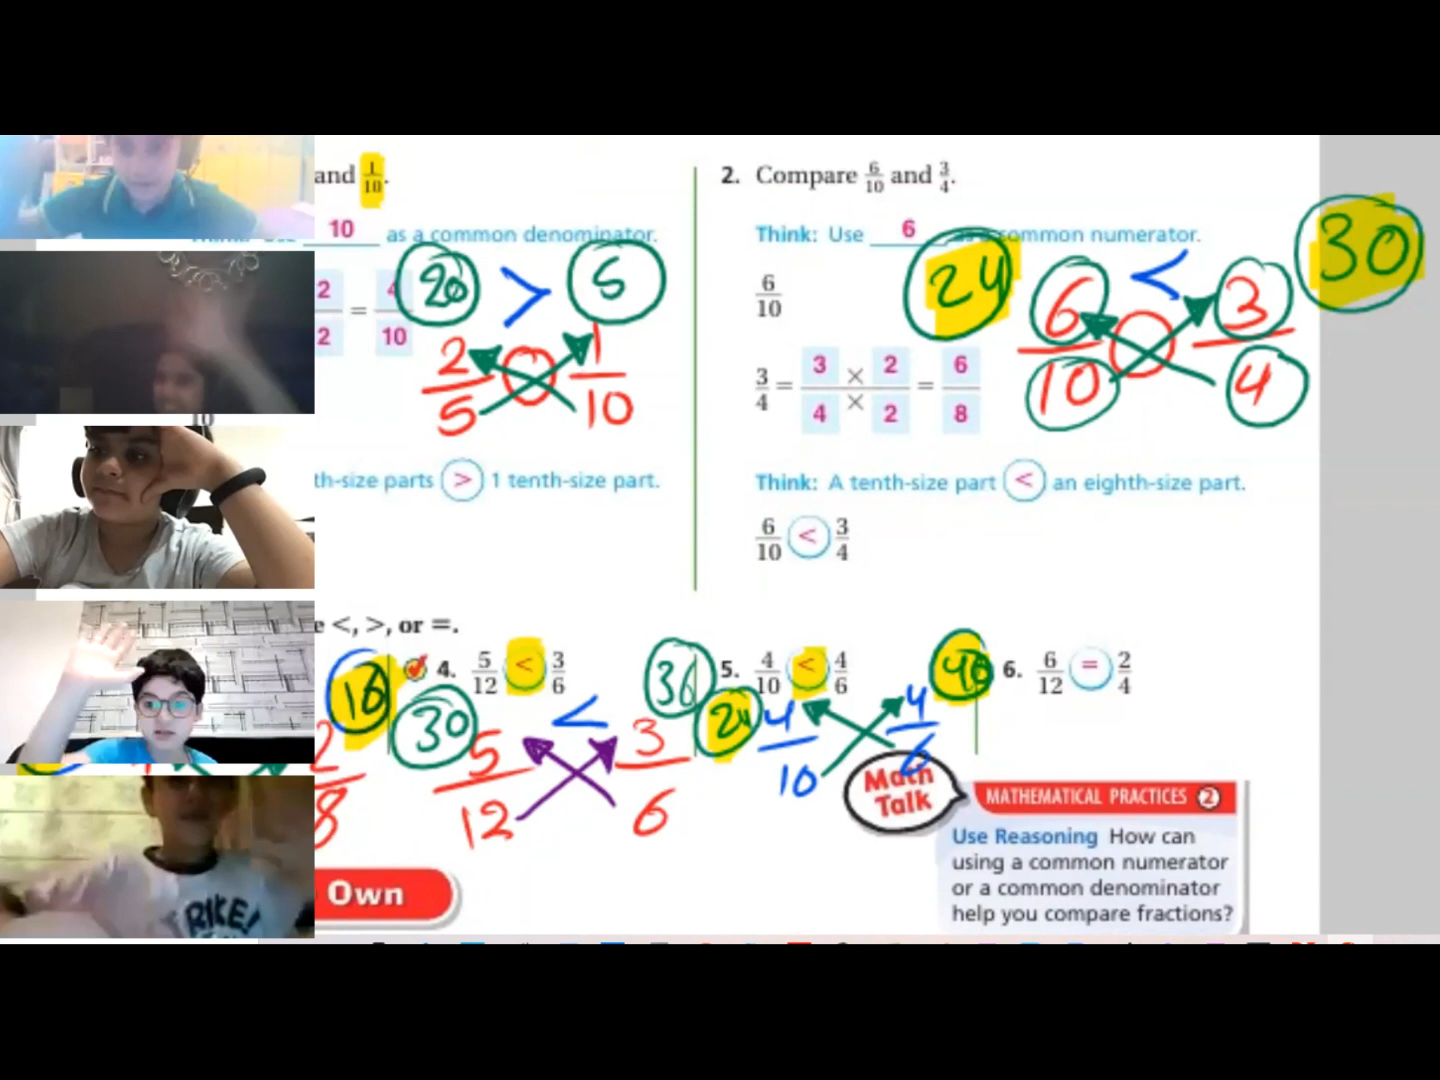 and 1/10.
10 as a common denominator.
2 = 4
2 10
20 > 5
2/5 1/10
th-size parts > 1 tenth-size part.
2. Compare 6/10 and 3/4.
Think: Use 6 as a common numerator.
6/10
3/4 = 3 × 2 / 4 × 2 = 6/8
24 < 30
6/10 3/4
Think: A tenth-size part < an eighth-size part.
6/10 < 3/4
<, >, or =.
4. 5/12 < 3/6
5. 4/10 < 4/6
6. 6/12 = 2/4
30 < 36
5/12 3/6
24 40
4/10 4/6
2/8
16
Math
Talk
MATHEMATICAL PRACTICES 2
Use Reasoning How can
using a common numerator
or a common denominator
help you compare fractions?
Own